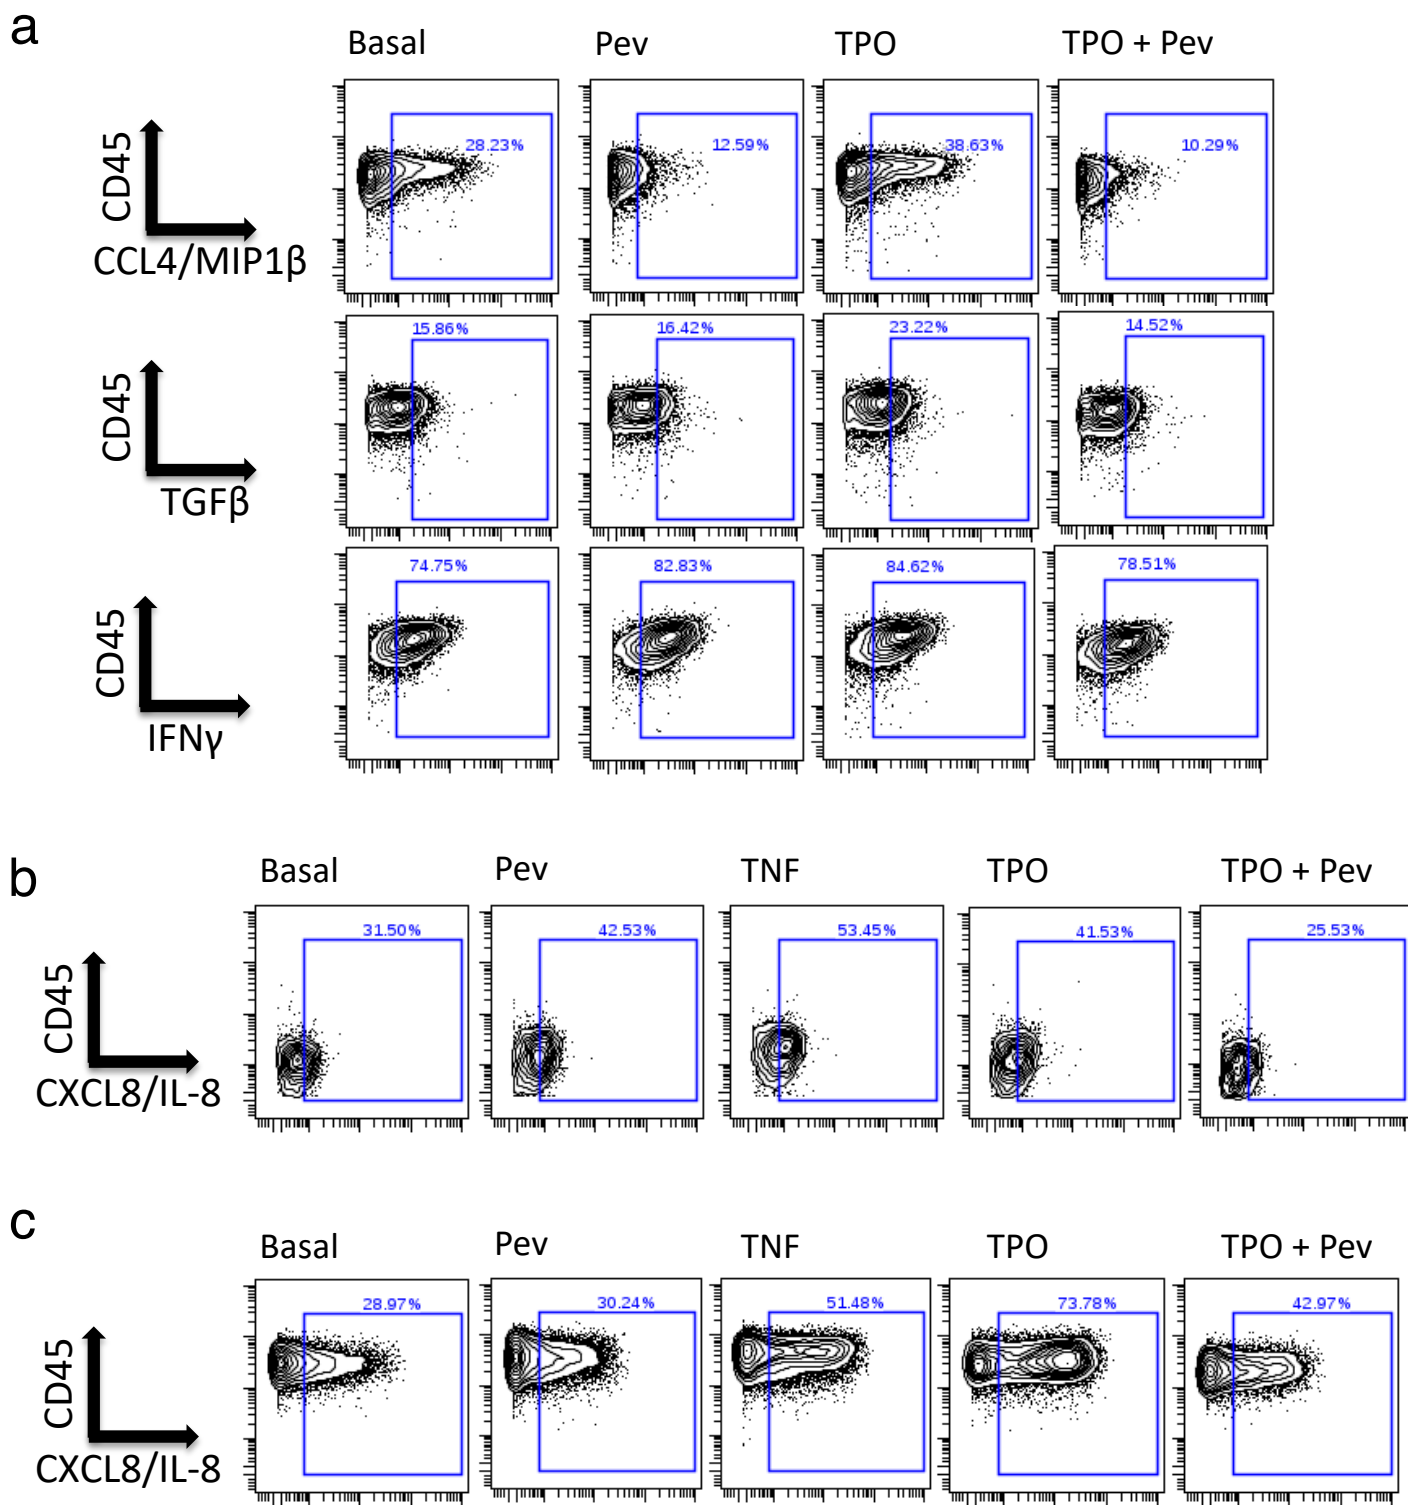 a
Basal Pev TPO TPO + Pev
CD45
28.23% 12.59% 38.63% 10.29%
CCL4/MIP1β
CD45
15.86% 16.42% 23.22% 14.52%
TGFβ
CD45
74.75% 82.83% 84.62% 78.51%
IFNγ
b
Basal Pev TNF TPO TPO + Pev
CD45
31.50% 42.53% 53.45% 41.53% 25.53%
CXCL8/IL-8
c
Basal Pev TNF TPO TPO + Pev
CD45
28.97% 30.24% 51.48% 73.78% 42.97%
CXCL8/IL-8